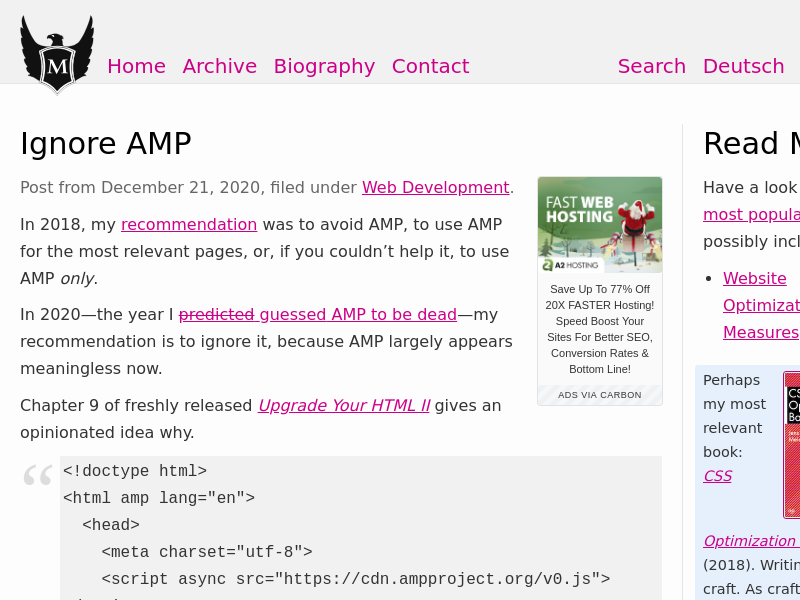 M
Home Archive Biography Contact Search Deutsch
Ignore AMP
Post from December 21, 2020, filed under Web Development.
In 2018, my recommendation was to avoid AMP, to use AMP
for the most relevant pages, or, if you couldn’t help it, to use
AMP only.
In 2020—the year I predicted guessed AMP to be dead—my
recommendation is to ignore it, because AMP largely appears
meaningless now.
Chapter 9 of freshly released Upgrade Your HTML II gives an
opinionated idea why.
“
<!doctype html>
<html amp lang="en">
<head>
<meta charset="utf-8">
<script async src="https://cdn.ampproject.org/v0.js">
FAST WEB
HOSTING
A2 HOSTING
Save Up To 77% Off
20X FASTER Hosting!
Speed Boost Your
Sites For Better SEO,
Conversion Rates &
Bottom Line!
ADS VIA CARBON
Read M
Have a look
most popula
possibly incl
• Website
Optimizat
Measures
Perhaps
my most
relevant
book:
CSS
Optimization
(2018). Writin
craft. As craft
CS
Op
Ba